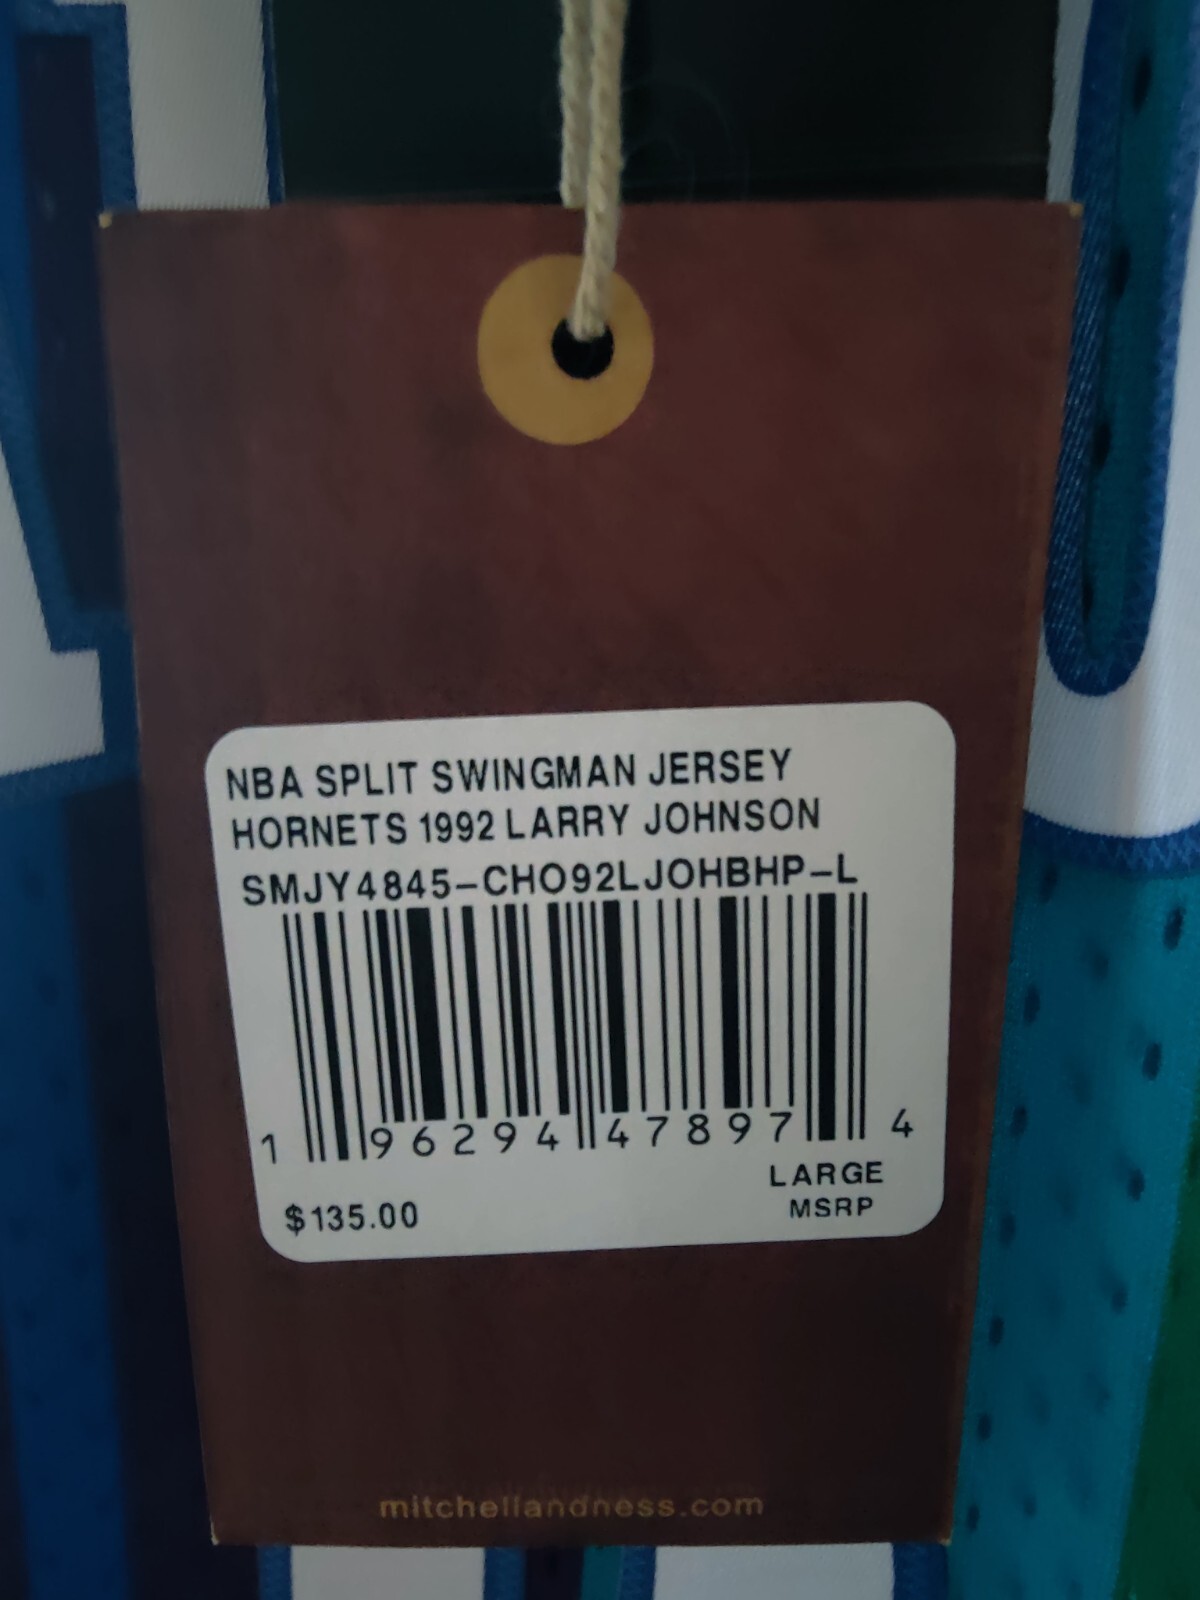 NBA SPLIT SWINGMAN JERSEY
HORNETS 1992 LARRY JOHNSON
SMJY4845-CHO92LJOHBHP-L
1 96294 47897 4
LARGE
$135.00 MSRP
mitchellandness.com